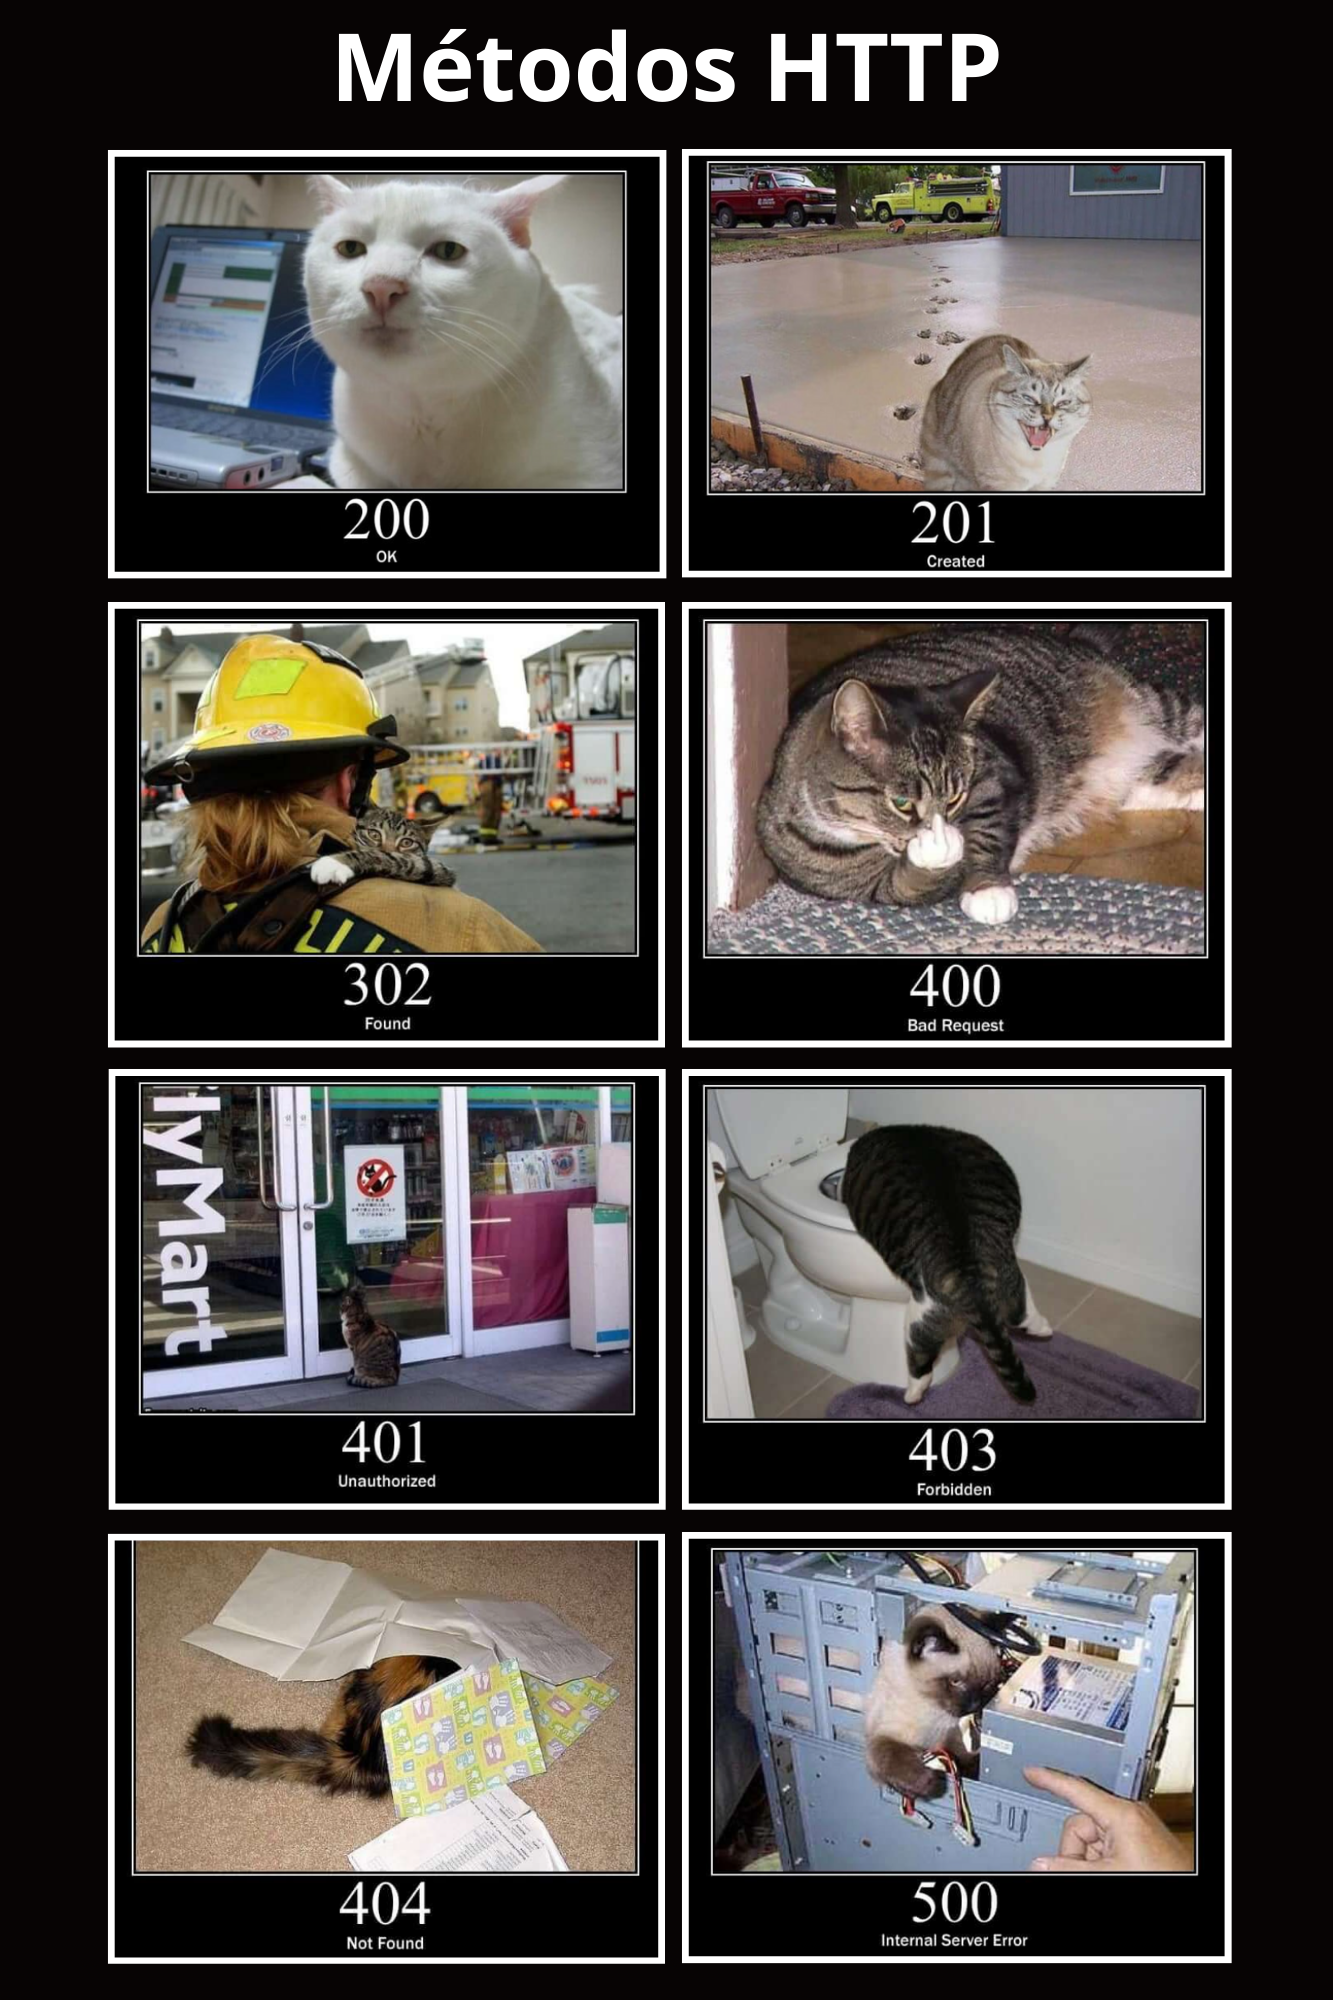 Métodos HTTP
200
OK
201
Created
302
Found
400
Bad Request
lyMart
401
Unauthorized
403
Forbidden
404
Not Found
500
Internal Server Error